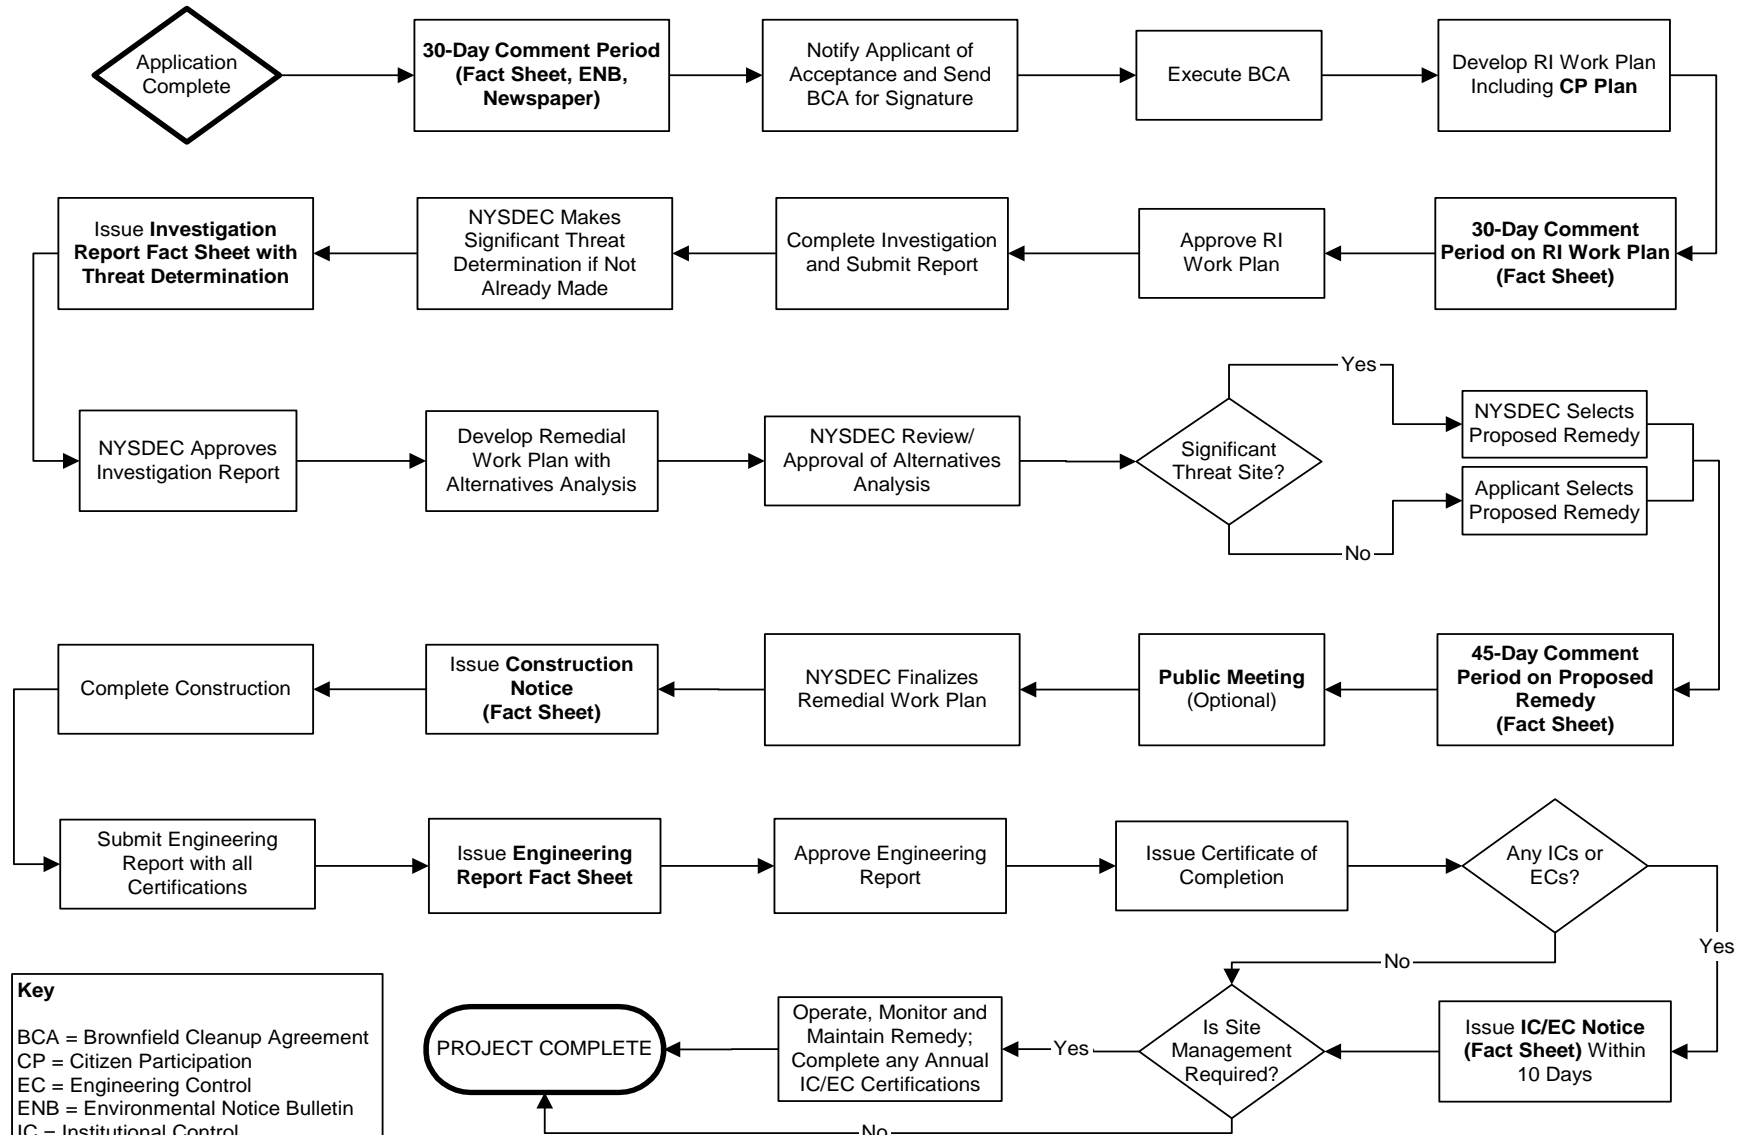 Application
Complete
30-Day Comment Period
(Fact Sheet, ENB,
Newspaper)
Notify Applicant of
Acceptance and Send
BCA for Signature
Execute BCA
Develop RI Work Plan
Including CP Plan
Issue Investigation
Report Fact Sheet with
Threat Determination
NYSDEC Makes
Significant Threat
Determination if Not
Already Made
Complete Investigation
and Submit Report
Approve RI
Work Plan
30-Day Comment
Period on RI Work Plan
(Fact Sheet)
NYSDEC Approves
Investigation Report
Develop Remedial
Work Plan with
Alternatives Analysis
NYSDEC Review/
Approval of Alternatives
Analysis
Significant
Threat Site?
Yes
No
NYSDEC Selects
Proposed Remedy
Applicant Selects
Proposed Remedy
Complete Construction
Issue Construction
Notice
(Fact Sheet)
NYSDEC Finalizes
Remedial Work Plan
Public Meeting
(Optional)
45-Day Comment
Period on Proposed
Remedy
(Fact Sheet)
Submit Engineering
Report with all
Certifications
Issue Engineering
Report Fact Sheet
Approve Engineering
Report
Issue Certificate of
Completion
Any ICs or
ECs?
Yes
No
Key
BCA = Brownfield Cleanup Agreement
CP = Citizen Participation
EC = Engineering Control
ENB = Environmental Notice Bulletin
IC = Institutional Control
PROJECT COMPLETE
Operate, Monitor and
Maintain Remedy;
Complete any Annual
IC/EC Certifications
Yes
Is Site
Management
Required?
Issue IC/EC Notice
(Fact Sheet) Within
10 Days
No